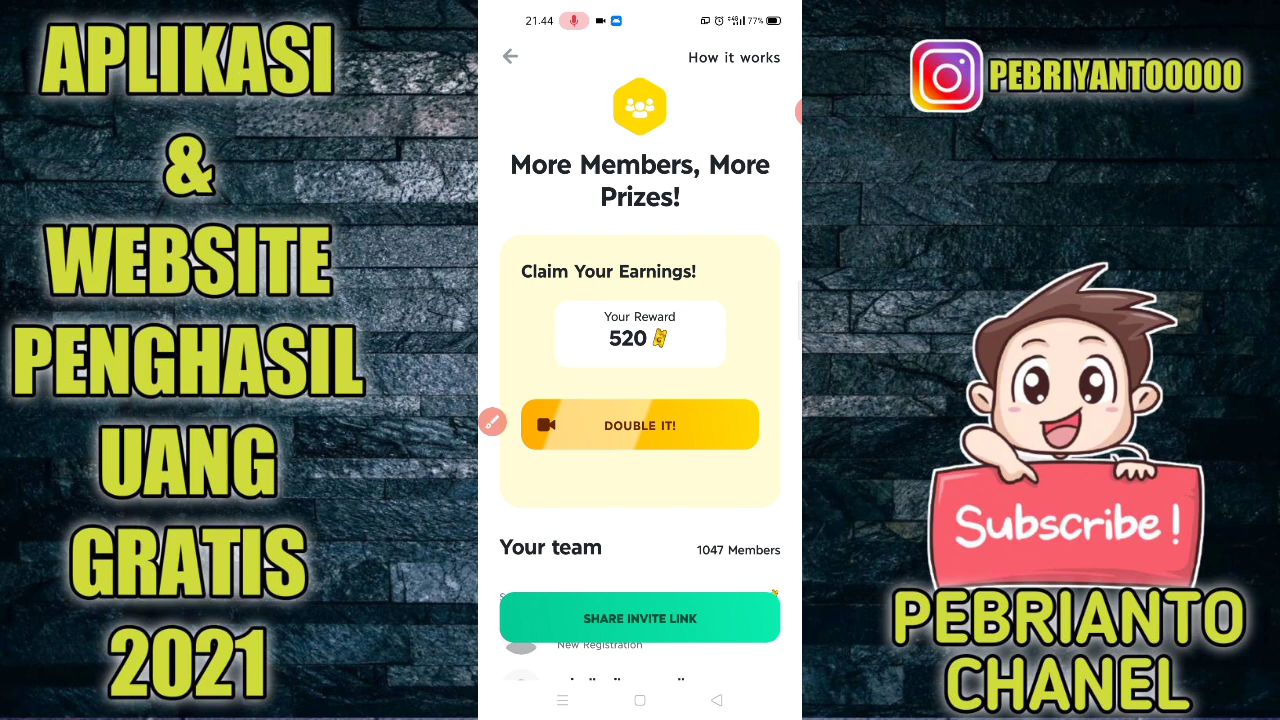 APLIKASI
&
WEBSITE
PENGHASIL
UANG
GRATIS
2021
21.44
77%
How it works
More Members, More
Prizes!
Claim Your Earnings!
Your Reward
520
DOUBLE IT!
Your team
1047 Members
SHARE INVITE LINK
New Registration
PEBRIYANTOOOOO
Subscribe!
PEBRIANTO
CHANEL